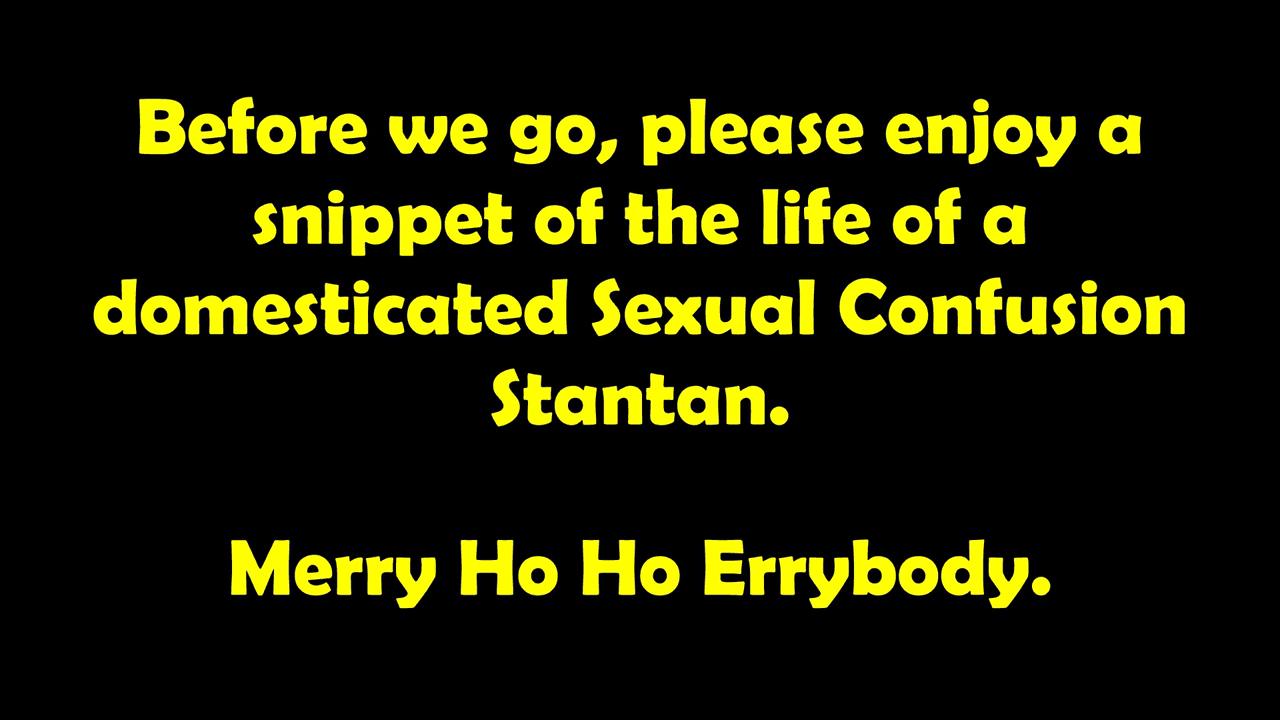 Before we go, please enjoy a
snippet of the life of a
domesticated Sexual Confusion
Stantan.
Merry Ho Ho Errybody.